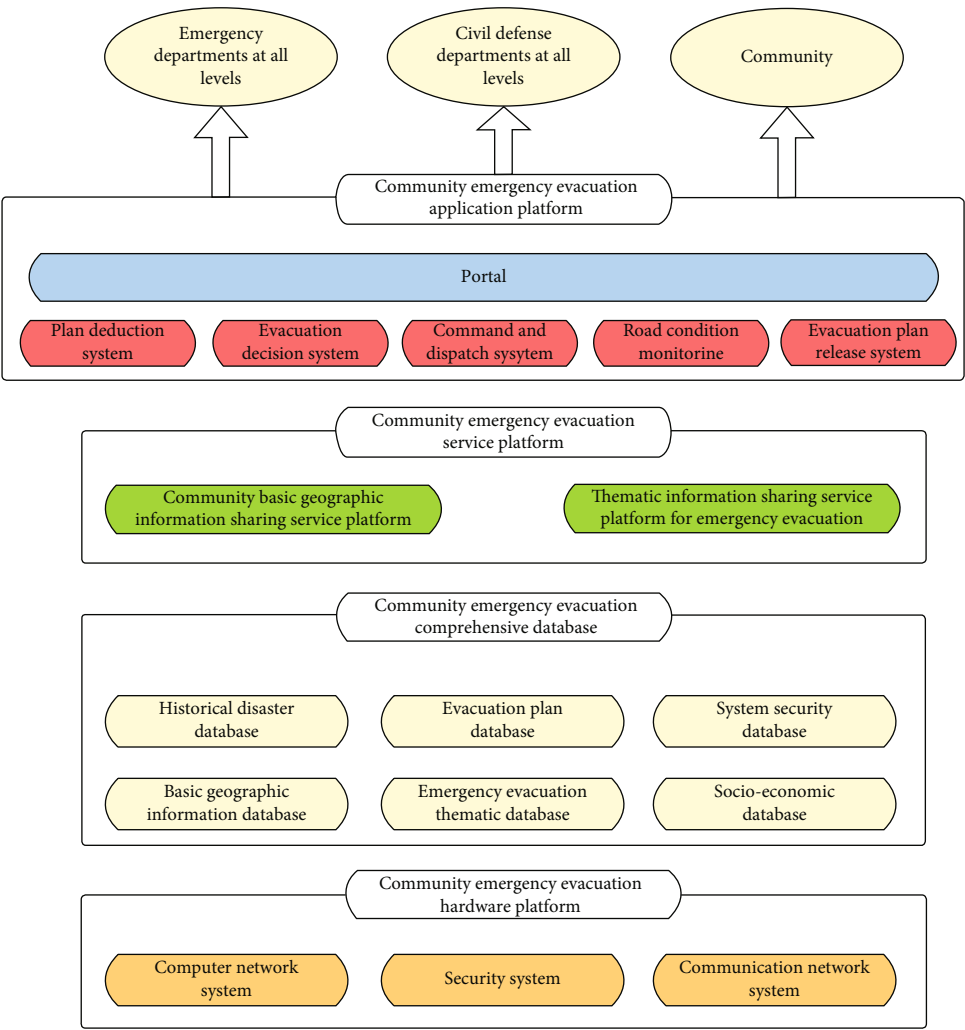 Emergency
departments at all
levels
Civil defense
departments at all
levels
Community
Community emergency evacuation
application platform
Portal
Plan deduction
system
Evacuation
decision system
Command and
dispatch sysytem
Road condition
monitorine
Evacuation plan
release system
Community emergency evacuation
service platform
Community basic geographic
information sharing service platform
Thematic information sharing service
platform for emergency evacuation
Community emergency evacuation
comprehensive database
Historical disaster
database
Evacuation plan
database
System security
database
Basic geographic
information database
Emergency evacuation
thematic database
Socio-economic
database
Community emergency evacuation
hardware platform
Computer network
system
Security system
Communication network
system